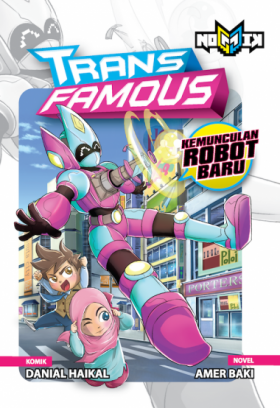 NOMIK
TRANS
FAMOUS
KEMUNCULAN
ROBOT
BARU
PORTERS
KOMIK
DANIAL HAIKAL
NOVEL
AMER BAKI